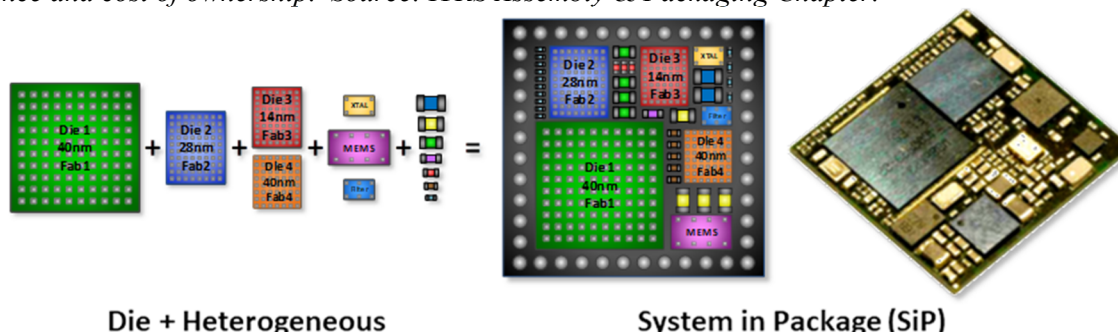 nce and cost of ownership. Source: ITRS Assembly & Packaging Chapter.
Die 1
40nm
Fab1
+
Die 2
28nm
Fab2
+
Die 3
14nm
Fab3
Die 4
40nm
Fab4
+
XTAL
MEMS
Filter
+
=
Die 2
28nm
Fab2
Die 3
14nm
Fab3
XTAL
Filter
Die 1
40nm
Fab1
Die 4
40nm
Fab4
MEMS
Die + Heterogeneous
System in Package (SiP)